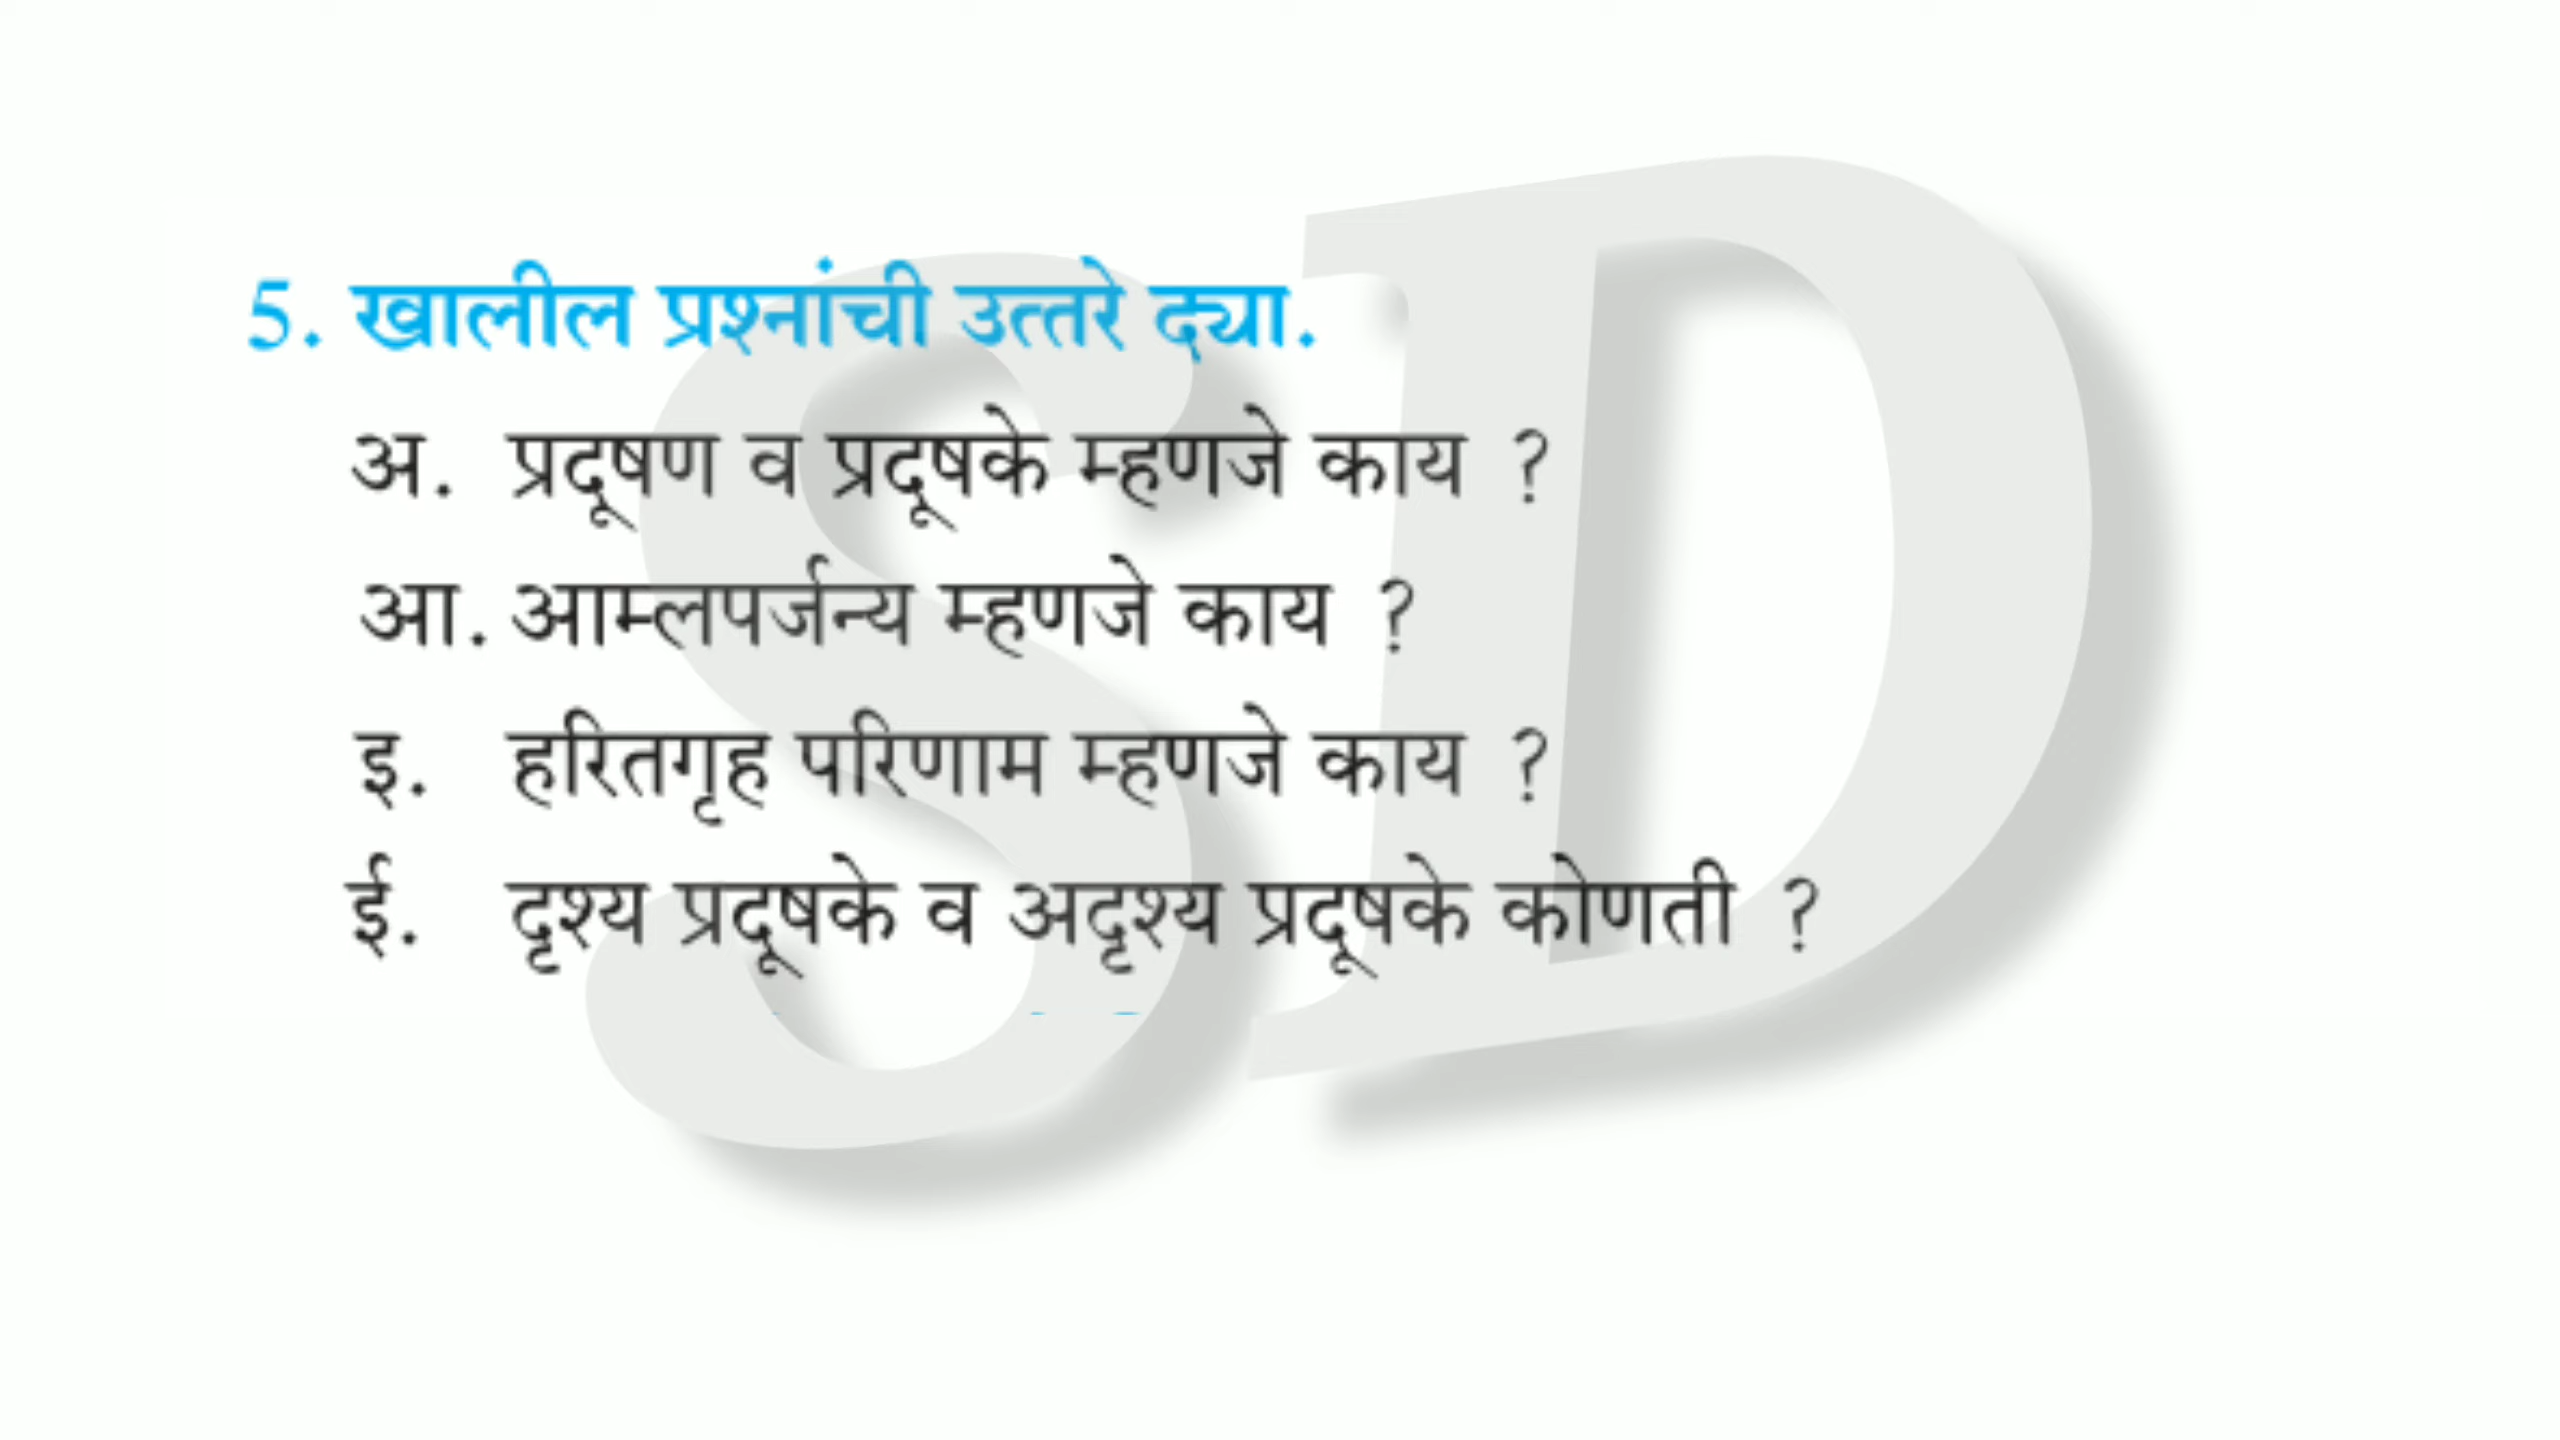 5. खालील प्रश्नांची उत्तरे द्या.
अ. प्रदूषण व प्रदूषके म्हणजे काय ?
आ. आम्लपर्जन्य म्हणजे काय ?
इ. हरितगृह परिणाम म्हणजे काय ?
ई. दृश्य प्रदूषके व अदृश्य प्रदूषके कोणती ?
SD